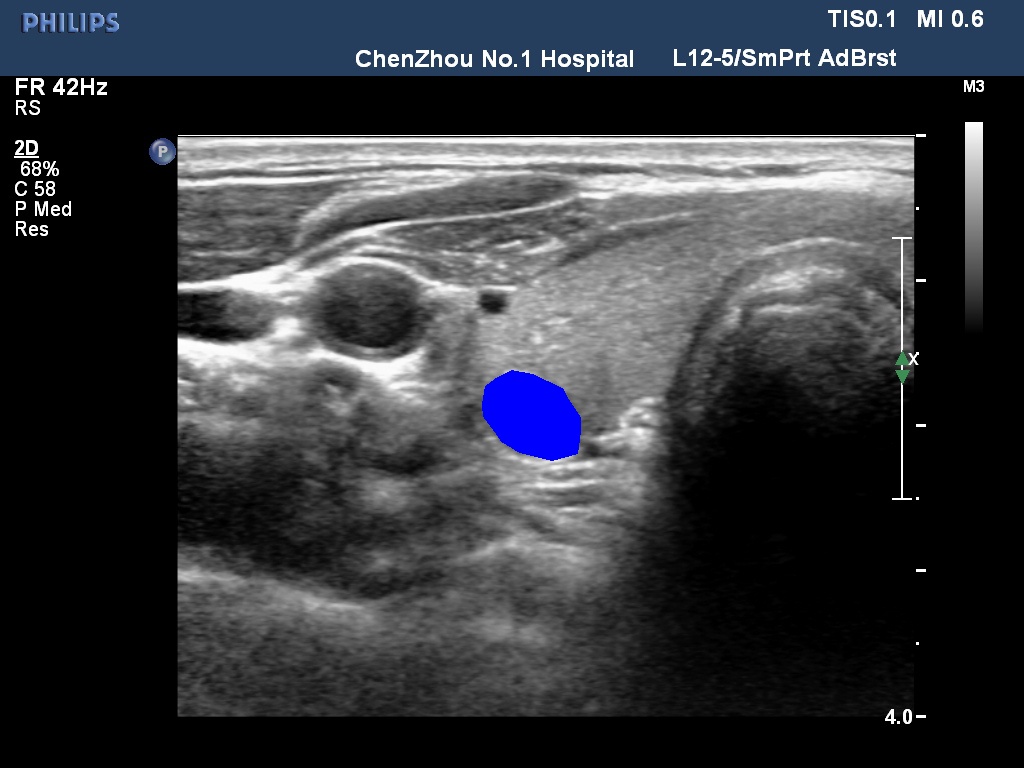 PHILIPS
TIS0.1 MI 0.6
ChenZhou No.1 Hospital L12-5/SmPrt AdBrst
FR 42Hz
RS
M3
2D
68%
C 58
P Med
Res
P
X
4.0